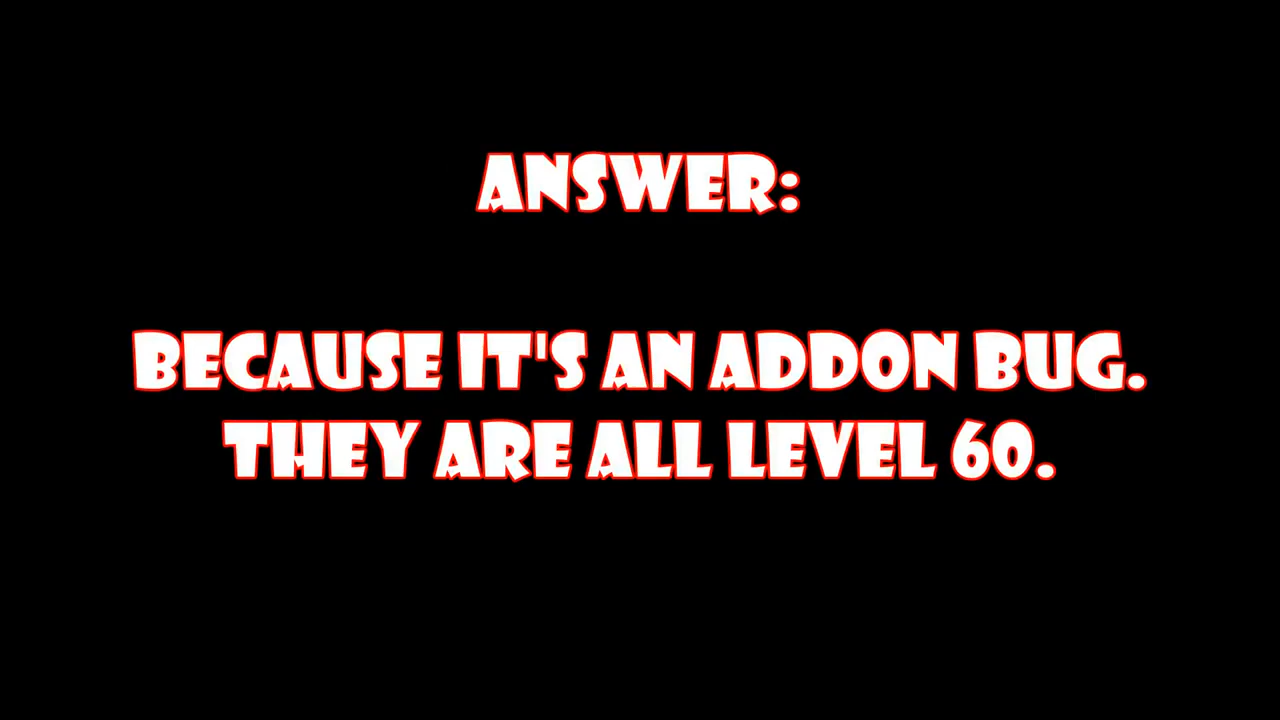 ANSWER:
BECAUSE IT'S AN ADDON BUG.
THEY ARE ALL LEVEL 60.